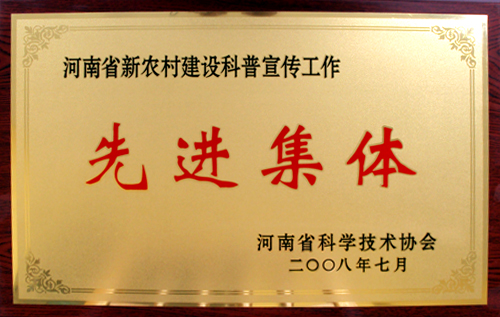 河南省新农村建设科普宣传工作
先进集体
河南省科学技术协会
二〇〇八年七月